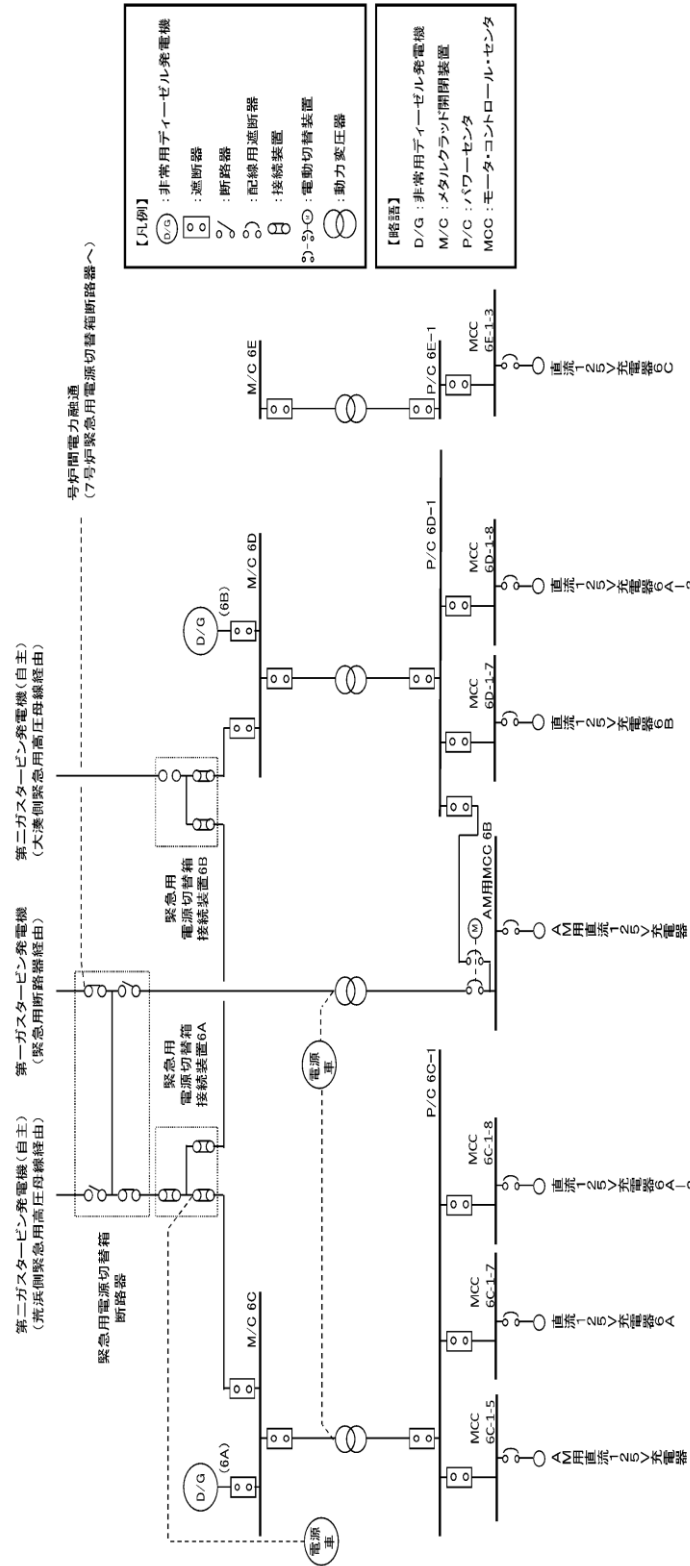 第二ガスタービン発電機(自主)
(荒浜側緊急用高圧母線経由)
第一ガスタービン発電機
(緊急用断路器経由)
第二ガスタービン発電機(自主)
(大湊側緊急用高圧母線経由)
号炉間電力融通
(7号炉緊急用電源切替箱断路器へ)
緊急用電源切替箱
断路器
緊急用
電源切替箱
接続装置6A
緊急用
電源切替箱
接続装置6B
D/G
(6A)
M/C 6C
電源
車
電源
車
D/G
(6B)
M/C 6D
M/C 6E
P/C 6C-1
P/C 6D-1
P/C 6E-1
MCC
6C-1-5
MCC
6C-1-7
MCC
6C-1-8
M
AM用MCC 6B
MCC
6D-1-7
MCC
6D-1-8
MCC
6E-1-3
AM用直流125V充電器
直流125V充電器6A
直流125V充電器6A-2
AM用直流125V充電器
直流125V充電器6B
直流125V充電器6A-2
直流125V充電器6C
【凡例】
D/G :非常用ディーゼル発電機
:遮断器
:断路器
:配線用遮断器
:接続装置
M :電動切替装置
:動力変圧器
【略語】
D/G :非常用ディーゼル発電機
M/C :メタルクラッド開閉装置
P/C :パワーセンタ
MCC :モータ・コントロール・センタ